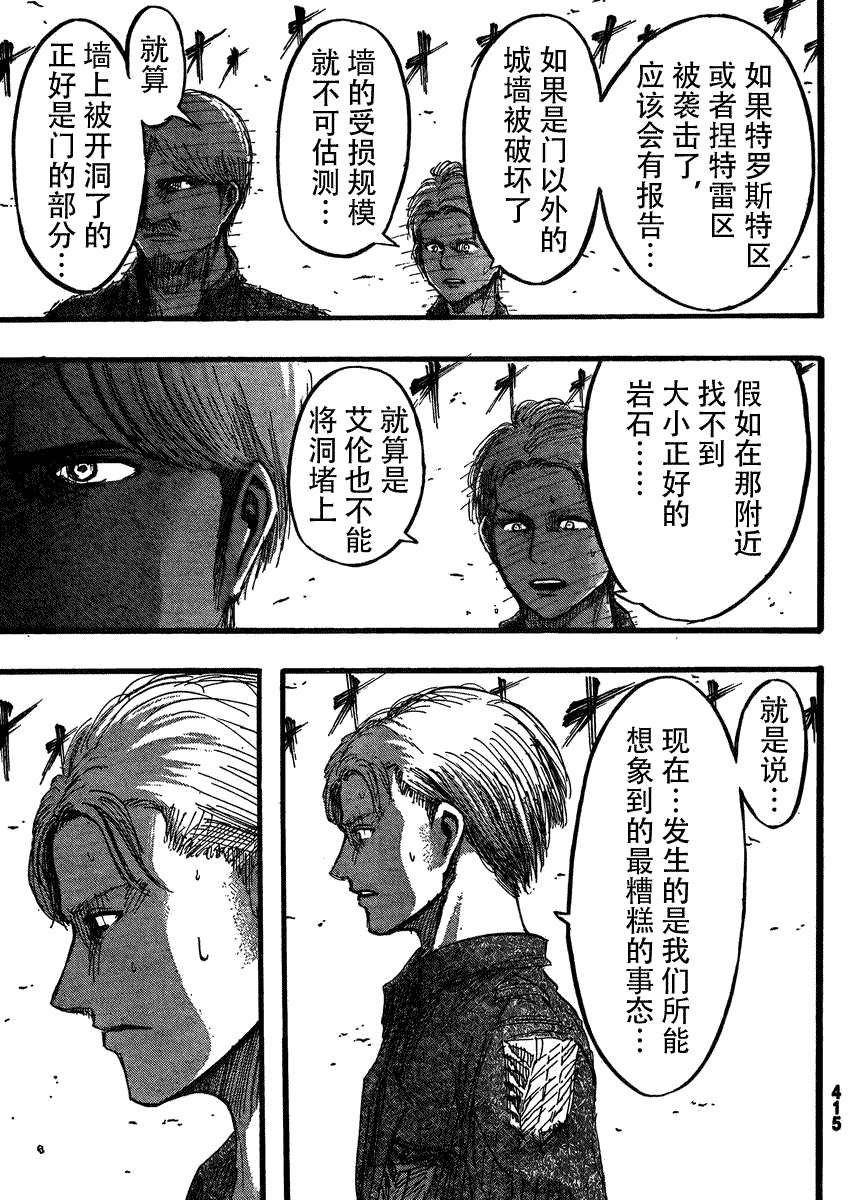 如果特罗斯特区
或者捏特雷区
被袭击了，
应该会有报告…
如果是门以外的
城墙被破坏了
墙的受损规模
就不可估测…
就算
墙上被开洞了的
正好是门的部分…
假如在那附近
找不到
大小正好的
岩石……
就算是
艾伦也不能
将洞堵上
就是说…
现在…发生的是我们所能
想象到的最糟糕的事态…
415